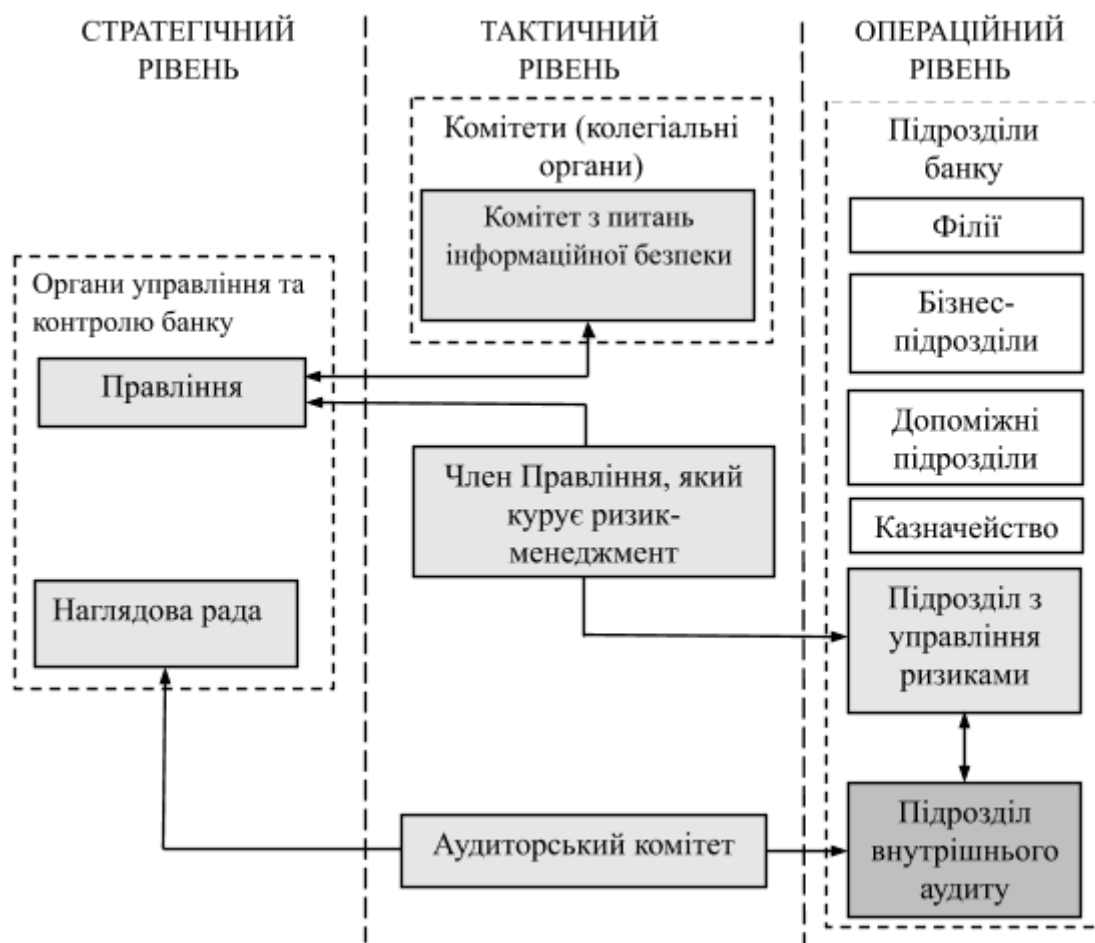 СТРАТЕГІЧНИЙ
РІВЕНЬ
ТАКТИЧНИЙ
РІВЕНЬ
ОПЕРАЦІЙНИЙ
РІВЕНЬ
Органи управління та
контролю банку
Правління
Наглядова рада
Комітети (колегіальні
органи)
Комітет з питань
інформаційної безпеки
Член Правління, який
курує ризик-
менеджмент
Аудиторський комітет
Підрозділи
банку
Філії
Бізнес-
підрозділи
Допоміжні
підрозділи
Казначейство
Підрозділ з
управління
ризиками
Підрозділ
внутрішнього
аудиту